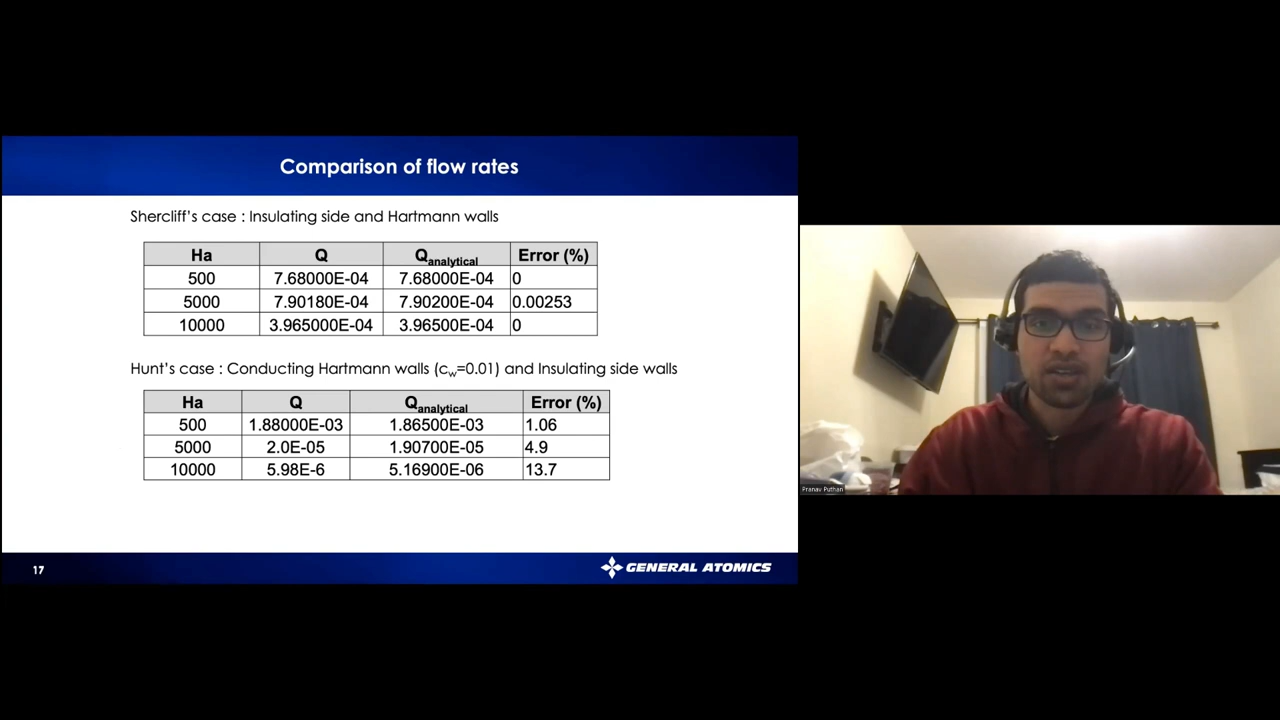 Comparison of flow rates
Shercliff's case : Insulating side and Hartmann walls
Ha Q Qanalytical Error (%)
500 7.68000E-04 7.68000E-04 0
5000 7.90180E-04 7.90200E-04 0.00253
10000 3.965000E-04 3.96500E-04 0
Hunt's case : Conducting Hartmann walls (cw=0.01) and Insulating side walls
Ha Q Qanalytical Error (%)
500 1.88000E-03 1.86500E-03 1.06
5000 2.0E-05 1.90700E-05 4.9
10000 5.98E-6 5.16900E-06 13.7
17
GENERAL ATOMICS
Pranav Puthan